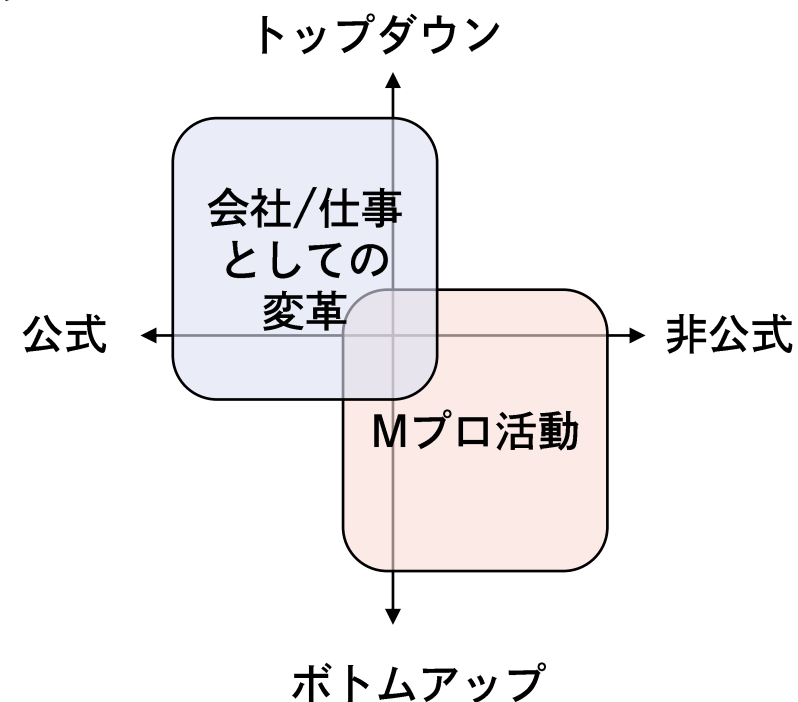 トップダウン
会社/仕事
としての
変革
公式
非公式
Mプロ活動
ボトムアップ